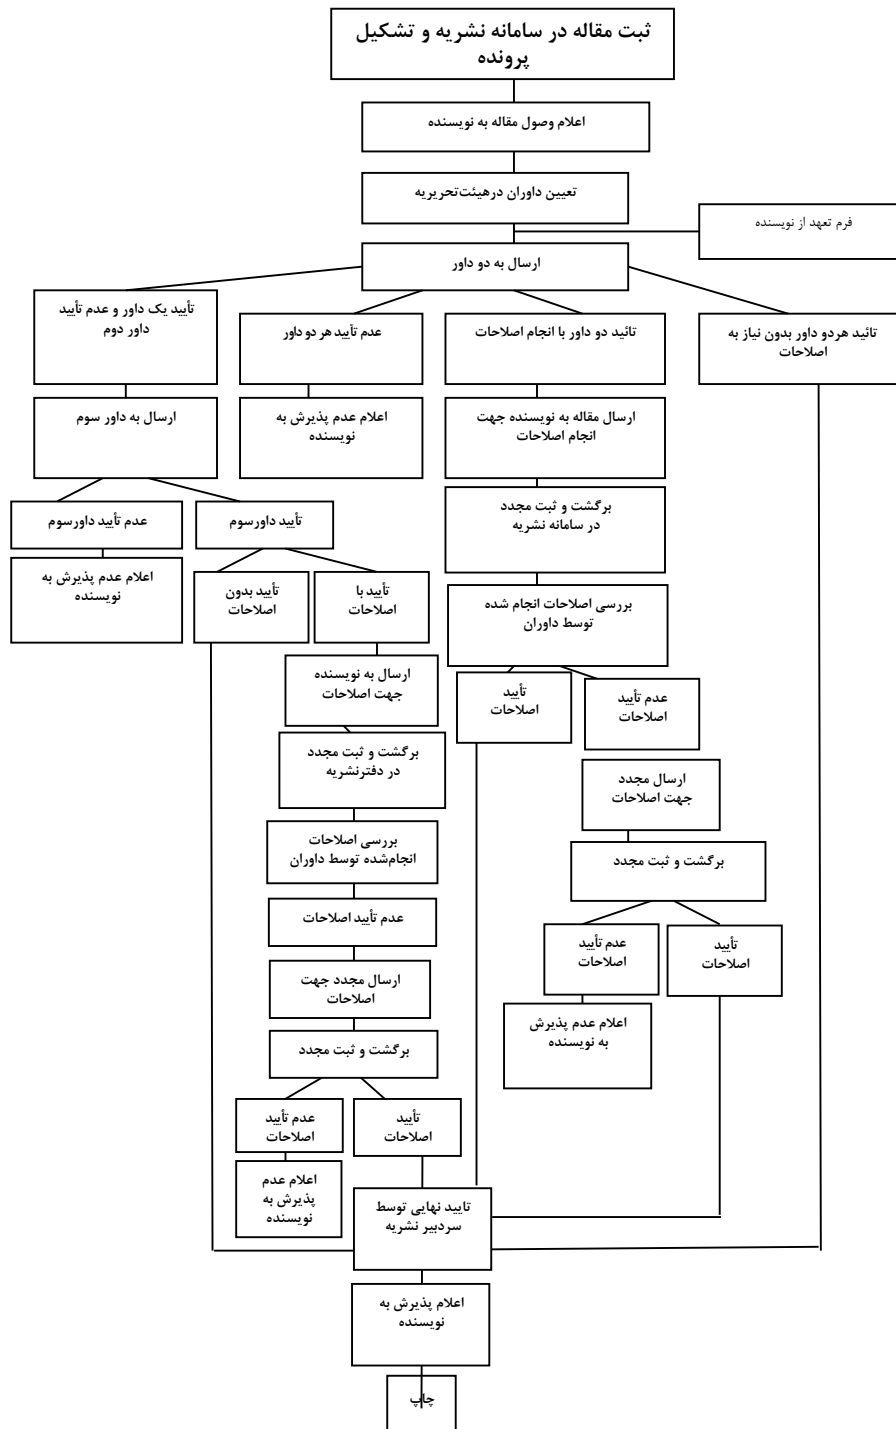 ثبت مقاله در سامانه نشریه و تشکیل
پرونده
اعلام وصول مقاله به نویسنده
تعیین داوران درهیئت‌تحریریه
فرم تعهد از نویسنده
ارسال به دو داور
تائید هردو داور بدون نیاز به
اصلاحات
تائید دو داور با انجام اصلاحات
عدم تأیید هر دو داور
تأیید یک داور و عدم تأیید
داور دوم
ارسال مقاله به نویسنده جهت
انجام اصلاحات
اعلام عدم پذیرش به
نویسنده
ارسال به داور سوم
برگشت و ثبت مجدد
در سامانه نشریه
تأیید داورسوم
عدم تأیید داورسوم
اعلام عدم پذیرش به
نویسنده
تأیید با
اصلاحات
تأیید بدون
اصلاحات
بررسی اصلاحات انجام شده
توسط داوران
ارسال به نویسنده
جهت اصلاحات
تأیید
اصلاحات
عدم تأیید
اصلاحات
برگشت و ثبت مجدد
در دفترنشریه
ارسال مجدد
جهت اصلاحات
بررسی اصلاحات
انجام‌شده توسط داوران
برگشت و ثبت مجدد
عدم تأیید اصلاحات
تأیید
اصلاحات
عدم تأیید
اصلاحات
ارسال مجدد جهت
اصلاحات
اعلام عدم پذیرش
به نویسنده
برگشت و ثبت مجدد
تأیید
اصلاحات
عدم تأیید
اصلاحات
اعلام عدم
پذیرش به
نویسنده
تایید نهایی توسط
سردبیر نشریه
اعلام پذیرش به
نویسنده
چاپ